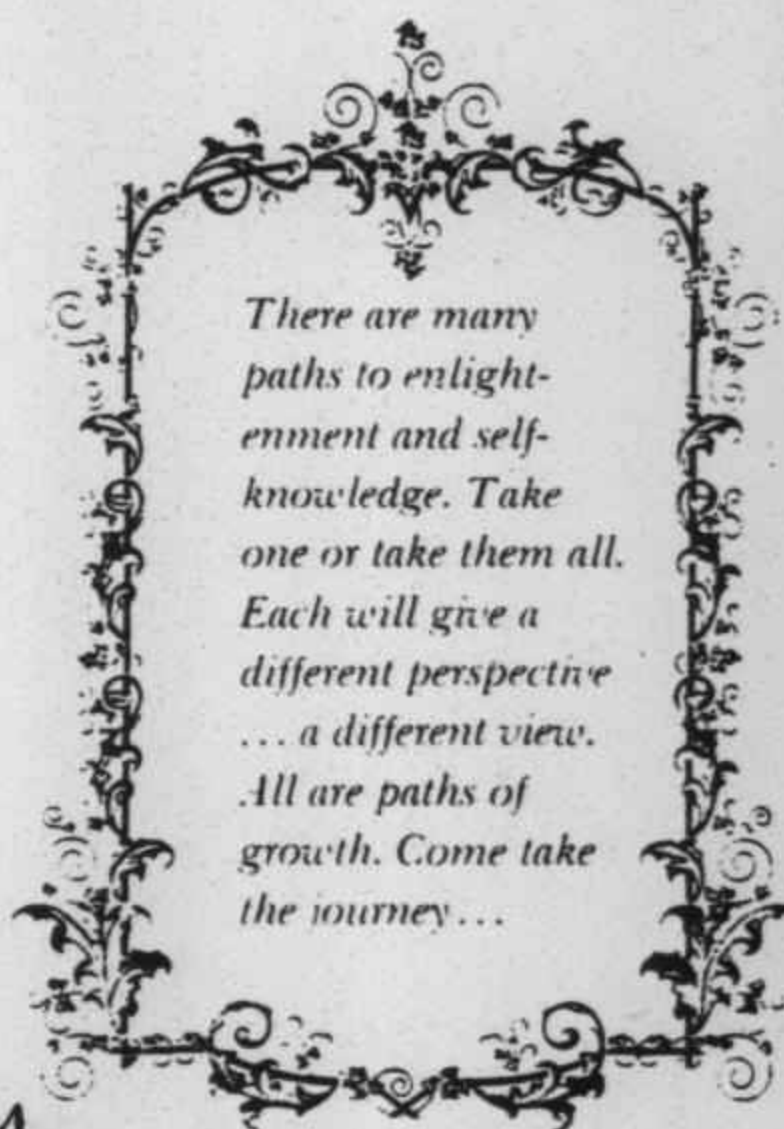 There are many
paths to enlight-
enment and self-
knowledge. Take
one or take them all.
Each will give a
different perspective
... a different view.
All are paths of
growth. Come take
the journey...